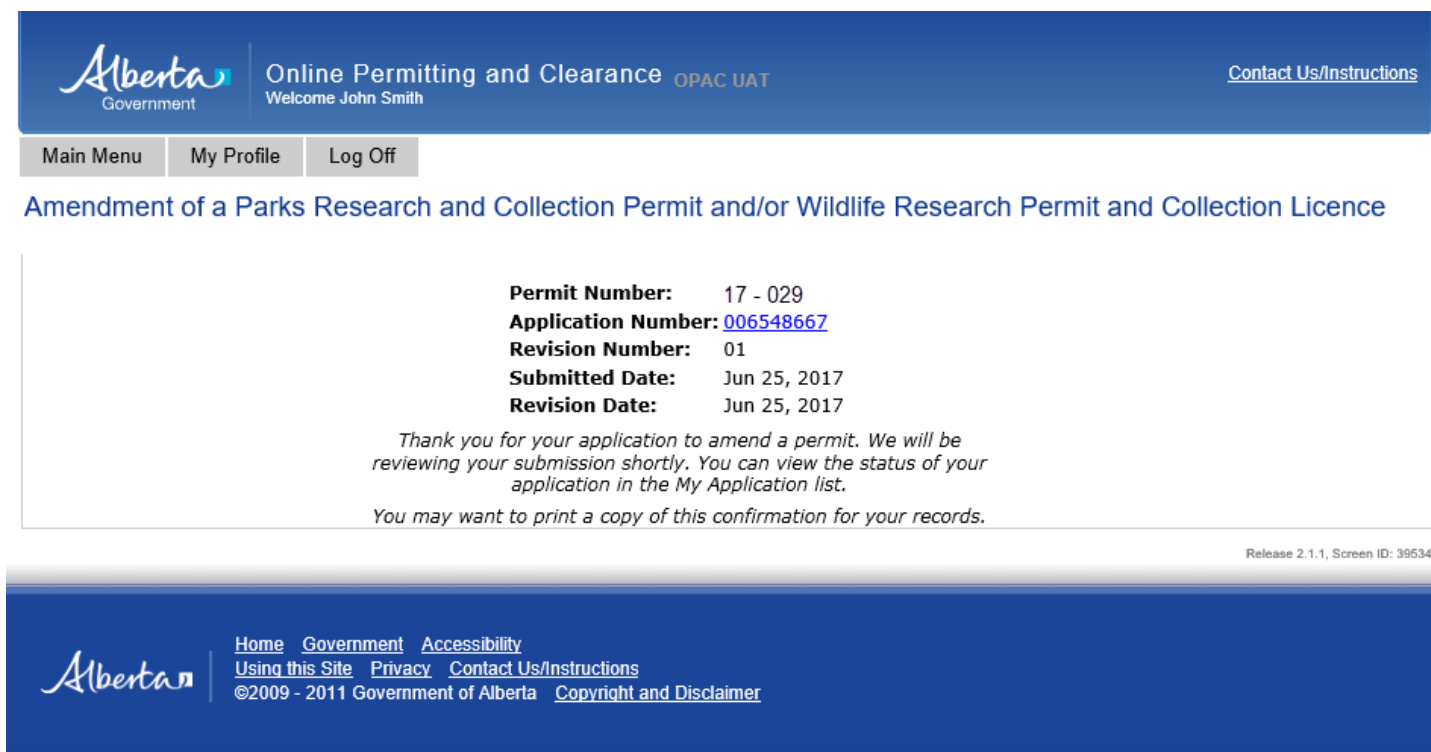 Alberta
Government
Online Permitting and Clearance OPAC UAT
Welcome John Smith
Contact Us/Instructions
Main Menu My Profile Log Off
Amendment of a Parks Research and Collection Permit and/or Wildlife Research Permit and Collection Licence
Permit Number: 17 - 029
Application Number: 006548667
Revision Number: 01
Submitted Date: Jun 25, 2017
Revision Date: Jun 25, 2017
Thank you for your application to amend a permit. We will be
reviewing your submission shortly. You can view the status of your
application in the My Application list.
You may want to print a copy of this confirmation for your records.
Release 2.1.1, Screen ID: 39534
Alberta
Home Government Accessibility
Using this Site Privacy Contact Us/Instructions
©2009 - 2011 Government of Alberta Copyright and Disclaimer